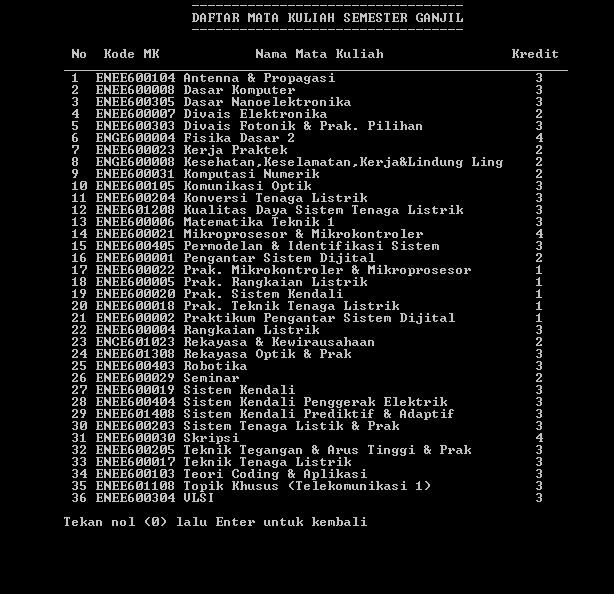 DAFTAR MATA KULIAH SEMESTER GANJIL
No Kode MK Nama Mata Kuliah Kredit
1 ENEE600104 Antenna & Propagasi 3
2 ENEE600008 Dasar Komputer 3
3 ENEE600305 Dasar Nanoelektronika 3
4 ENEE600007 Divais Elektronika 2
5 ENEE600303 Divais Fotonik & Prak. Pilihan 3
6 ENGE600004 Fisika Dasar 2 4
7 ENEE600023 Kerja Praktek 2
8 ENGE600008 Kesehatan,Keselamatan,Kerja&Lindung Ling 2
9 ENEE600031 Komputasi Numerik 2
10 ENEE600105 Komunikasi Optik 3
11 ENEE600204 Konversi Tenaga Listrik 3
12 ENEE601208 Kualitas Daya Sistem Tenaga Listrik 3
13 ENEE600006 Matematika Teknik 1 3
14 ENEE600021 Mikroprosesor & Mikrokontroler 4
15 ENEE600405 Permodelan & Identifikasi Sistem 3
16 ENEE600001 Pengantar Sistem Dijital 2
17 ENEE600022 Prak. Mikrokontroler & Mikroprosesor 1
18 ENEE600005 Prak. Rangkaian Listrik 1
19 ENEE600020 Prak. Sistem Kendali 1
20 ENEE600018 Prak. Teknik Tenaga Listrik 1
21 ENEE600002 Praktikum Pengantar Sistem Dijital 1
22 ENEE600004 Rangkaian Listrik 3
23 ENCE601023 Rekayasa & Kewirausahaan 2
24 ENEE601308 Rekayasa Optik & Prak 3
25 ENEE600403 Robotika 3
26 ENEE600029 Seminar 2
27 ENEE600019 Sistem Kendali 3
28 ENEE600404 Sistem Kendali Penggerak Elektrik 3
29 ENEE601408 Sistem Kendali Prediktif & Adaptif 3
30 ENEE600203 Sistem Tenaga Listik & Prak 3
31 ENEE600030 Skripsi 4
32 ENEE600205 Teknik Tegangan & Arus Tinggi & Prak 3
33 ENEE600017 Teknik Tenaga Listrik 3
34 ENEE600103 Teori Coding & Aplikasi 3
35 ENEE601108 Topik Khusus (Telekomunikasi 1) 3
36 ENEE600304 VLSI 3
Tekan nol (0) lalu Enter untuk kembali